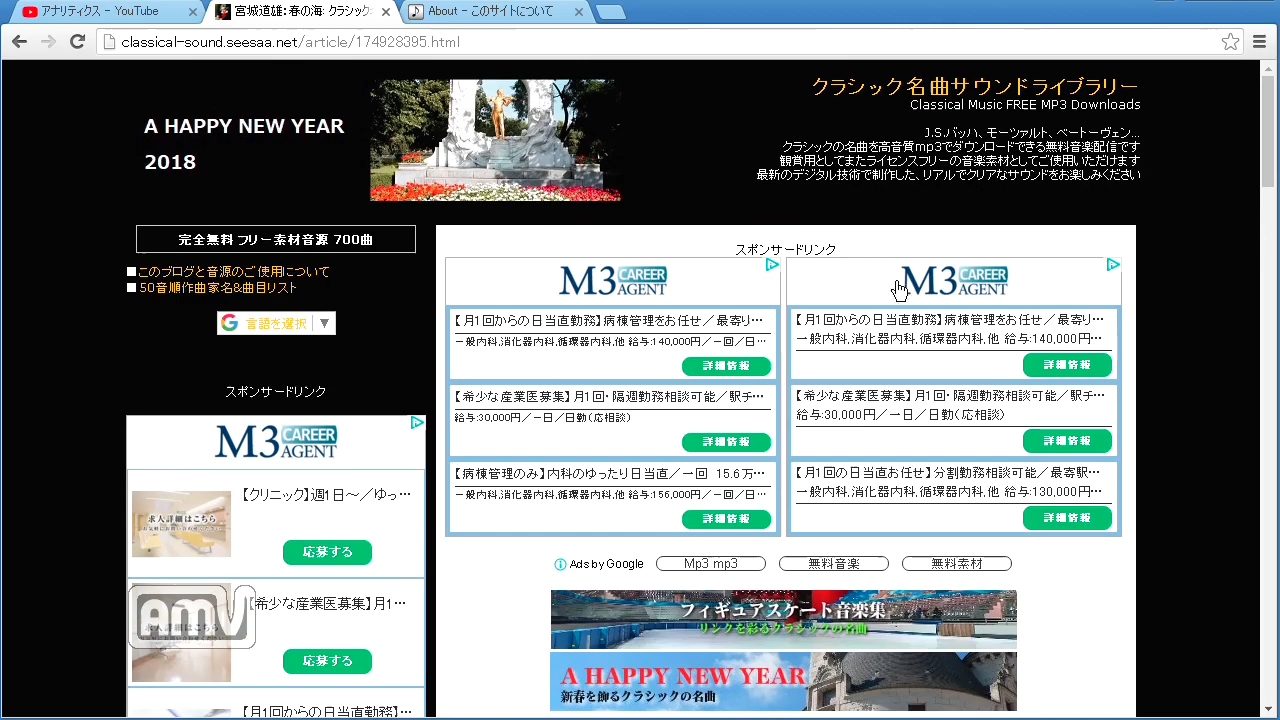 アナリティクス - YouTube
宮城道雄：春の海： クラシック
About - このサイトについて
classical-sound.seesaa.net/article/174928395.html
A HAPPY NEW YEAR
2018
クラシック名曲サウンドライブラリー
Classical Music FREE MP3 Downloads
J.S.バッハ、モーツァルト、ベートーヴェン...
クラシックの名曲を高音質mp3でダウンロードできる無料音楽配信です
観賞用としてまたライセンスフリーの音楽素材としてご使用いただけます
最新のデジタル技術で制作した、リアルでクリアなサウンドをお楽しみください
完全無料 フリー素材音源 700曲
■このブログと音源のご使用について
■50音順作曲家名&曲目リスト
言語を選択
スポンサードリンク
M3 CAREER AGENT
【クリニック】週1日～／ゆっ…
求人詳細はこちら
応募する
【希少な産業医募集】月1…
求人詳細はこちら
amV
応募する
【月1回からの日当直勤務】…
スポンサードリンク
M3 CAREER AGENT
【月1回からの日当直勤務】病棟管理をお任せ／最寄り…
一般内科,消化器内科,循環器内科,他 給与:140,000円／一回／日…
詳細情報
【希少な産業医募集】月1回・隔週勤務相談可能／駅チ…
給与:30,000円／一日／日勤（応相談）
詳細情報
【病棟管理のみ】内科のゆったり日当直／一回 15.6万…
一般内科,消化器内科,循環器内科,他 給与:156,000円／一回／日…
詳細情報
M3 CAREER AGENT
【月1回からの日当直勤務】病棟管理をお任せ／最寄り…
一般内科,消化器内科,循環器内科,他 給与:140,000円…
詳細情報
【希少な産業医募集】月1回・隔週勤務相談可能／駅チ…
給与:30,000円／一日／日勤（応相談）
詳細情報
【月1回の日当直お任せ】分割勤務相談可能／最寄駅…
一般内科,消化器内科,循環器内科,他 給与:130,000円…
詳細情報
Ads by Google
Mp3 mp3
無料音楽
無料素材
フィギュアスケート音楽集
リンクを彩るクラシックの名曲
A HAPPY NEW YEAR
新春を飾るクラシックの名曲